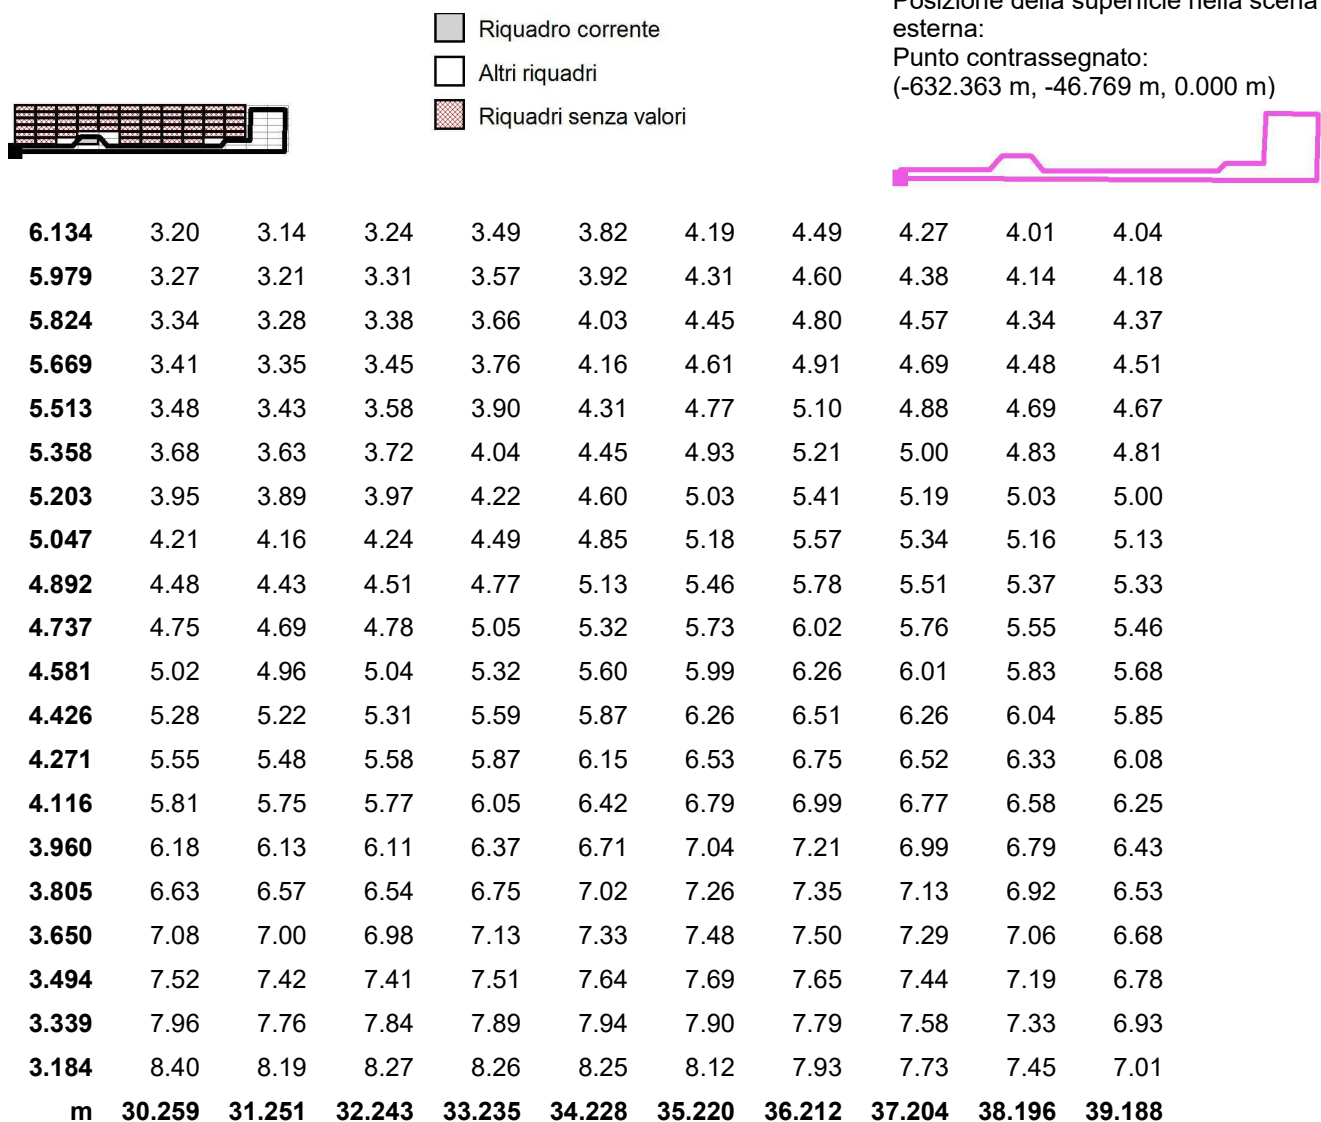 Riquadro corrente
Altri riquadri
Riquadri senza valori
Posizione della superficie nella scena
esterna:
Punto contrassegnato:
(-632.363 m, -46.769 m, 0.000 m)
6.134 3.20 3.14 3.24 3.49 3.82 4.19 4.49 4.27 4.01 4.04
5.979 3.27 3.21 3.31 3.57 3.92 4.31 4.60 4.38 4.14 4.18
5.824 3.34 3.28 3.38 3.66 4.03 4.45 4.80 4.57 4.34 4.37
5.669 3.41 3.35 3.45 3.76 4.16 4.61 4.91 4.69 4.48 4.51
5.513 3.48 3.43 3.58 3.90 4.31 4.77 5.10 4.88 4.69 4.67
5.358 3.68 3.63 3.72 4.04 4.45 4.93 5.21 5.00 4.83 4.81
5.203 3.95 3.89 3.97 4.22 4.60 5.03 5.41 5.19 5.03 5.00
5.047 4.21 4.16 4.24 4.49 4.85 5.18 5.57 5.34 5.16 5.13
4.892 4.48 4.43 4.51 4.77 5.13 5.46 5.78 5.51 5.37 5.33
4.737 4.75 4.69 4.78 5.05 5.32 5.73 6.02 5.76 5.55 5.46
4.581 5.02 4.96 5.04 5.32 5.60 5.99 6.26 6.01 5.83 5.68
4.426 5.28 5.22 5.31 5.59 5.87 6.26 6.51 6.26 6.04 5.85
4.271 5.55 5.48 5.58 5.87 6.15 6.53 6.75 6.52 6.33 6.08
4.116 5.81 5.75 5.77 6.05 6.42 6.79 6.99 6.77 6.58 6.25
3.960 6.18 6.13 6.11 6.37 6.71 7.04 7.21 6.99 6.79 6.43
3.805 6.63 6.57 6.54 6.75 7.02 7.26 7.35 7.13 6.92 6.53
3.650 7.08 7.00 6.98 7.13 7.33 7.48 7.50 7.29 7.06 6.68
3.494 7.52 7.42 7.41 7.51 7.64 7.69 7.65 7.44 7.19 6.78
3.339 7.96 7.76 7.84 7.89 7.94 7.90 7.79 7.58 7.33 6.93
3.184 8.40 8.19 8.27 8.26 8.25 8.12 7.93 7.73 7.45 7.01
m 30.259 31.251 32.243 33.235 34.228 35.220 36.212 37.204 38.196 39.188